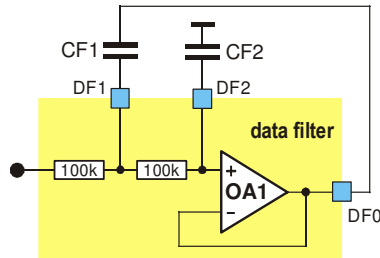 CF1
CF2
DF1
DF2
data filter
100k
100k
+
OA1
−
DF0